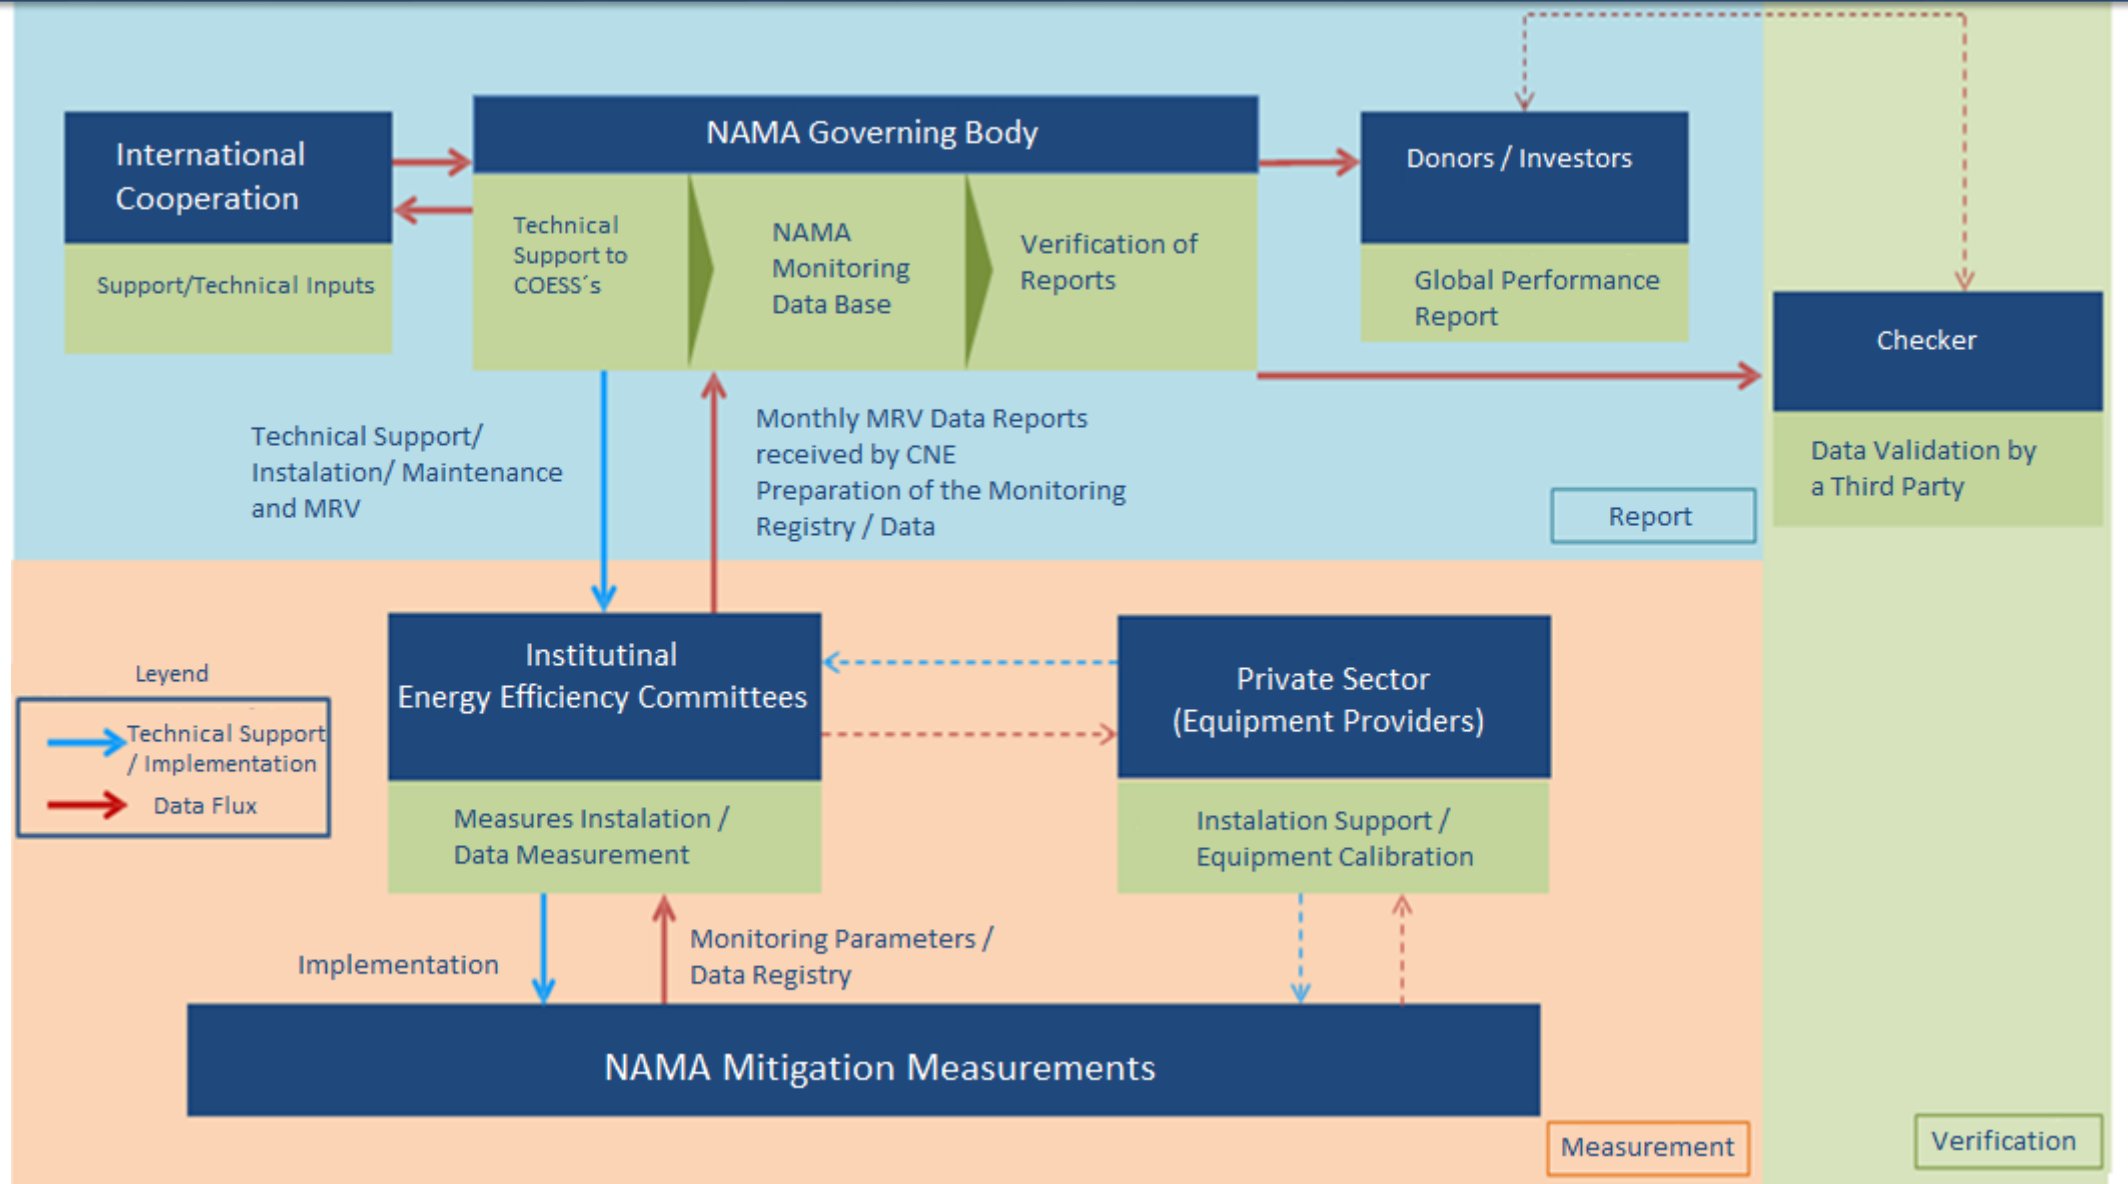 International
Cooperation
Support/Technical Inputs
NAMA Governing Body
Technical
Support to
COESS´s
NAMA
Monitoring
Data Base
Verification of
Reports
Donors / Investors
Global Performance
Report
Checker
Data Validation by
a Third Party
Technical Support/
Instalation/ Maintenance
and MRV
Monthly MRV Data Reports
received by CNE
Preparation of the Monitoring
Registry / Data
Report
Leyend
Technical Support
/ Implementation
Data Flux
Institutinal
Energy Efficiency Committees
Measures Instalation /
Data Measurement
Private Sector
(Equipment Providers)
Instalation Support /
Equipment Calibration
Implementation
Monitoring Parameters /
Data Registry
NAMA Mitigation Measurements
Measurement
Verification